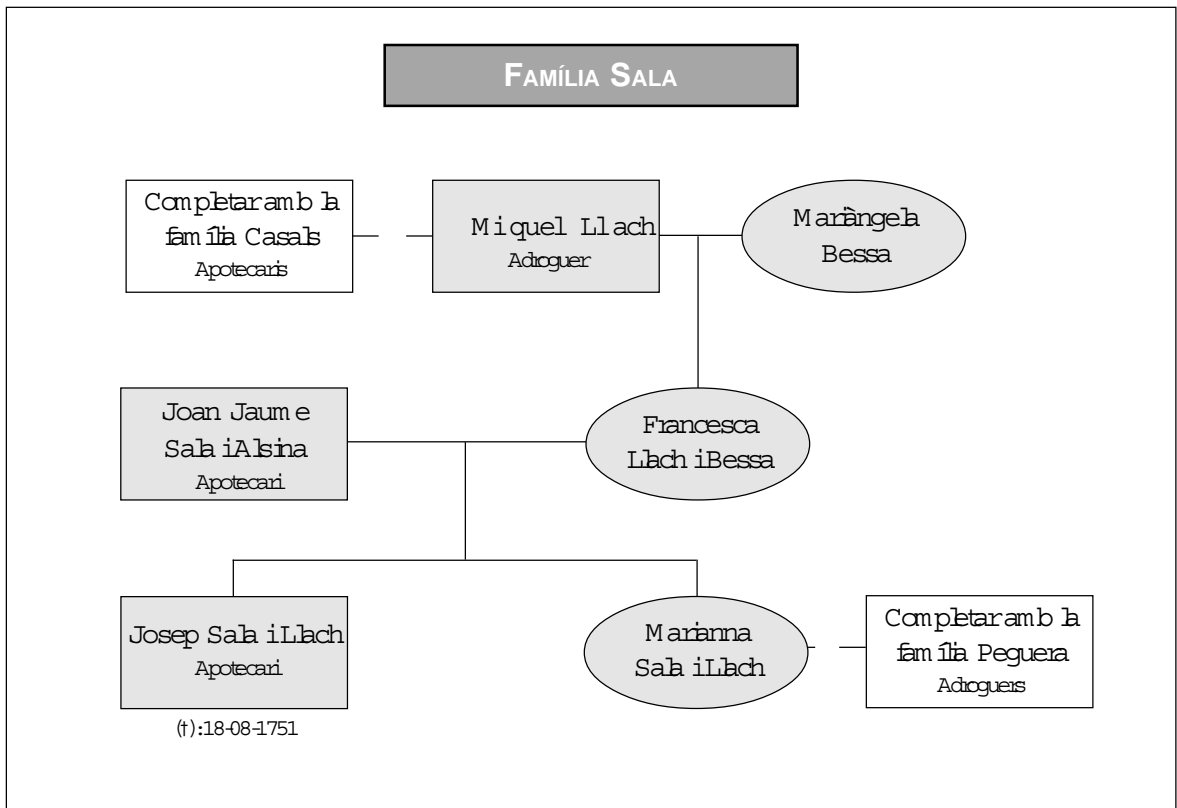 FAMÍLIA SALA
Completar amb la
família Casals
Apotecaris
Miquel Llach
Adroguer
Mariàngela
Bessa
Joan Jaume
Sala i Alsina
Apotecari
Francesca
Llach i Bessa
Josep Sala i Llach
Apotecari
(†): 18-08-1751
Marianna
Sala i Llach
Completar amb la
família Peguera
Adroguers